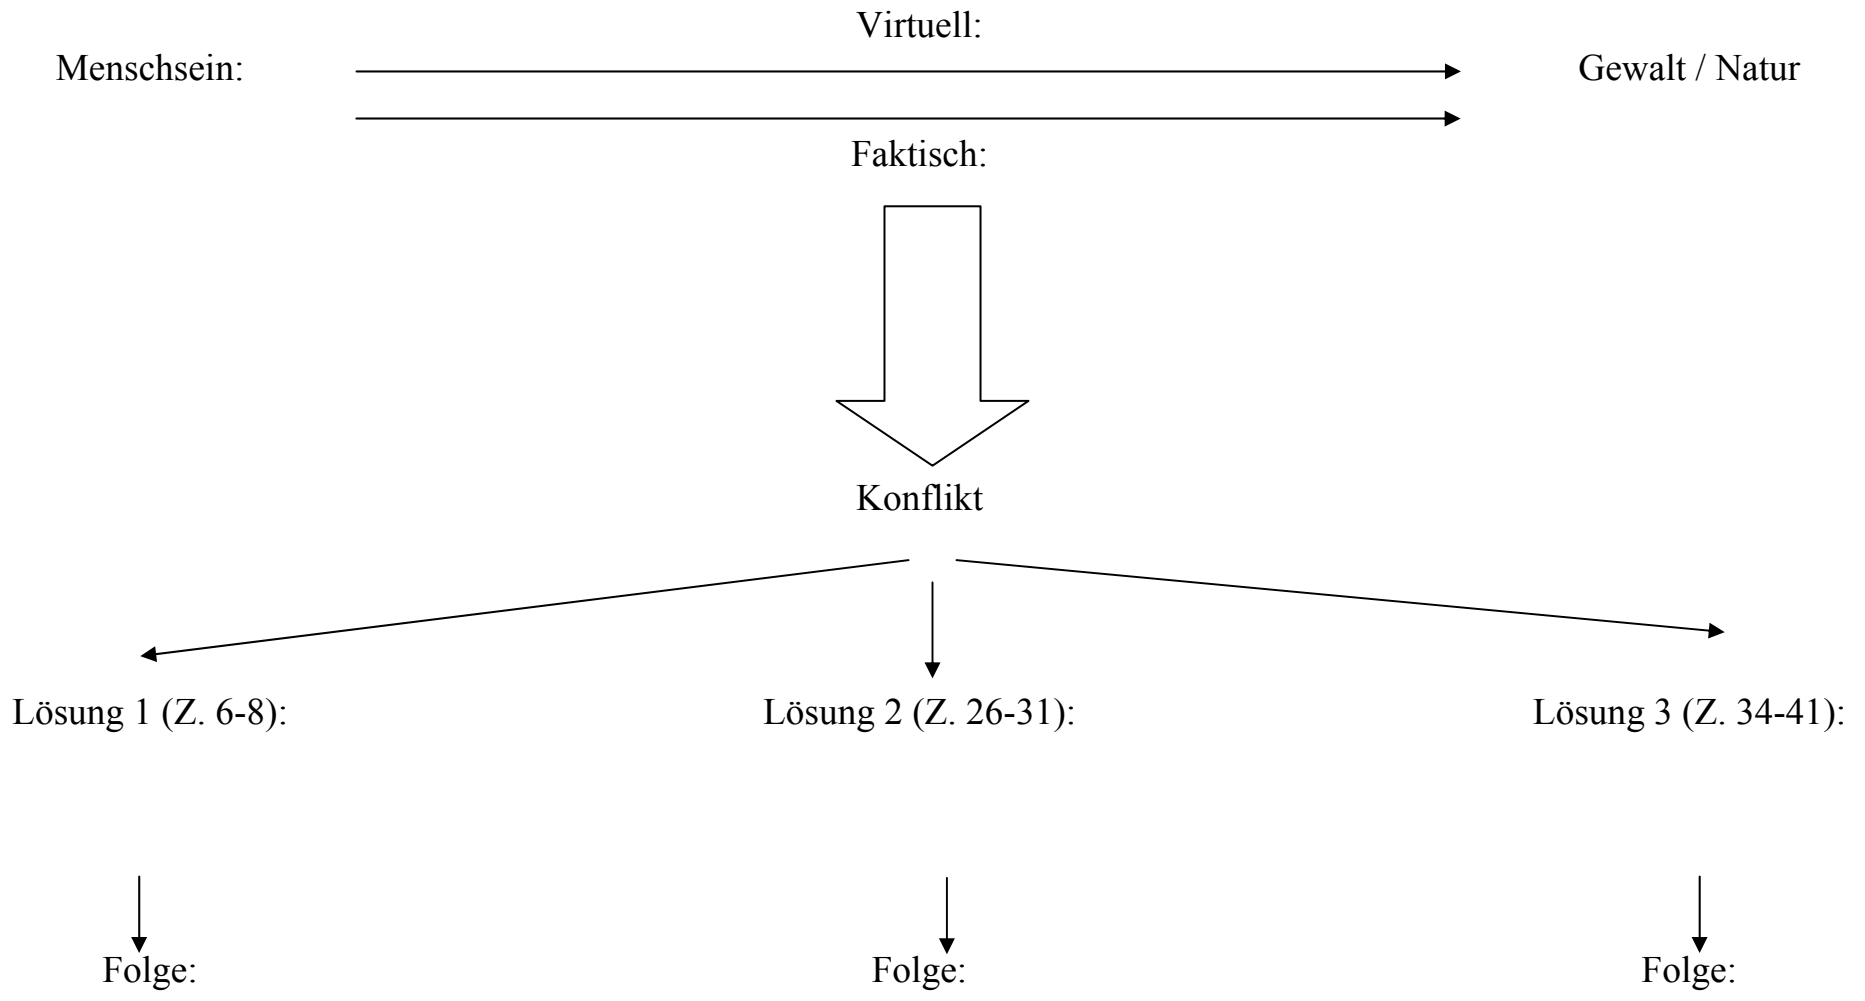 Virtuell:
Menschsein:
Gewalt / Natur
Faktisch:
Konflikt
Lösung 1 (Z. 6-8):
Lösung 2 (Z. 26-31):
Lösung 3 (Z. 34-41):
Folge:
Folge:
Folge: